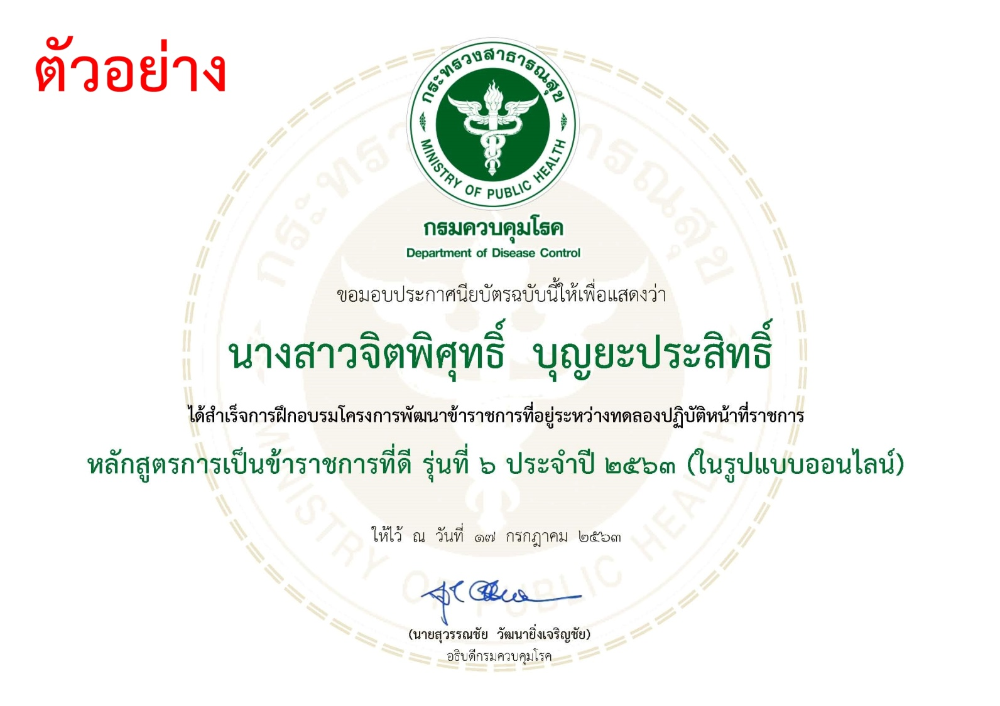 ตัวอย่าง
กระทรวงสาธารณสุข
MINISTRY OF PUBLIC HEALTH
กรมควบคุมโรค
Department of Disease Control
ขอมอบประกาศนียบัตรฉบับนี้ให้เพื่อแสดงว่า
นางสาวจิตพิศุทธิ์ บุญยะประสิทธิ์
ได้สำเร็จการฝึกอบรมโครงการพัฒนาข้าราชการที่อยู่ระหว่างทดลองปฏิบัติหน้าที่ราชการ
หลักสูตรการเป็นข้าราชการที่ดี รุ่นที่ ๖ ประจำปี ๒๕๖๓ (ในรูปแบบออนไลน์)
ให้ไว้ ณ วันที่ ๑๗ กรกฎาคม ๒๕๖๓
(นายสุวรรณชัย วัฒนายิ่งเจริญชัย)
อธิบดีกรมควบคุมโรค